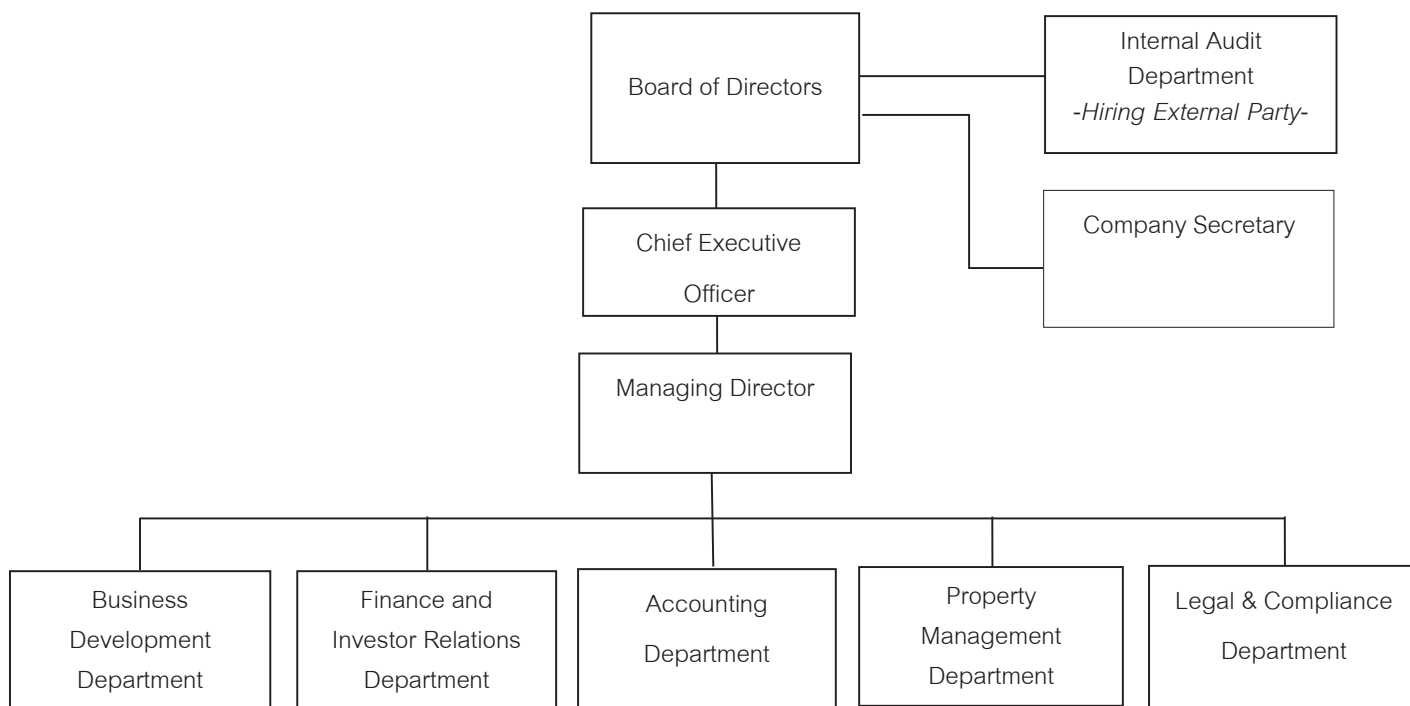 Board of Directors
Internal Audit
Department
-Hiring External Party-
Company Secretary
Chief Executive
Officer
Managing Director
Business
Development
Department
Finance and
Investor Relations
Department
Accounting
Department
Property
Management
Department
Legal & Compliance
Department